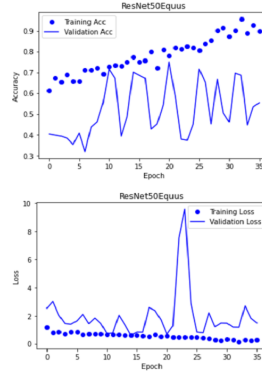 ResNet50Equus
Training Acc
Validation Acc
0.9
0.8
0.7
0.6
0.5
0.4
0.3
Accuracy
0 5 10 15 20 25 30 35
Epoch
ResNet50Equus
Training Loss
Validation Loss
10
8
6
4
2
0
Loss
0 5 10 15 20 25 30 35
Epoch